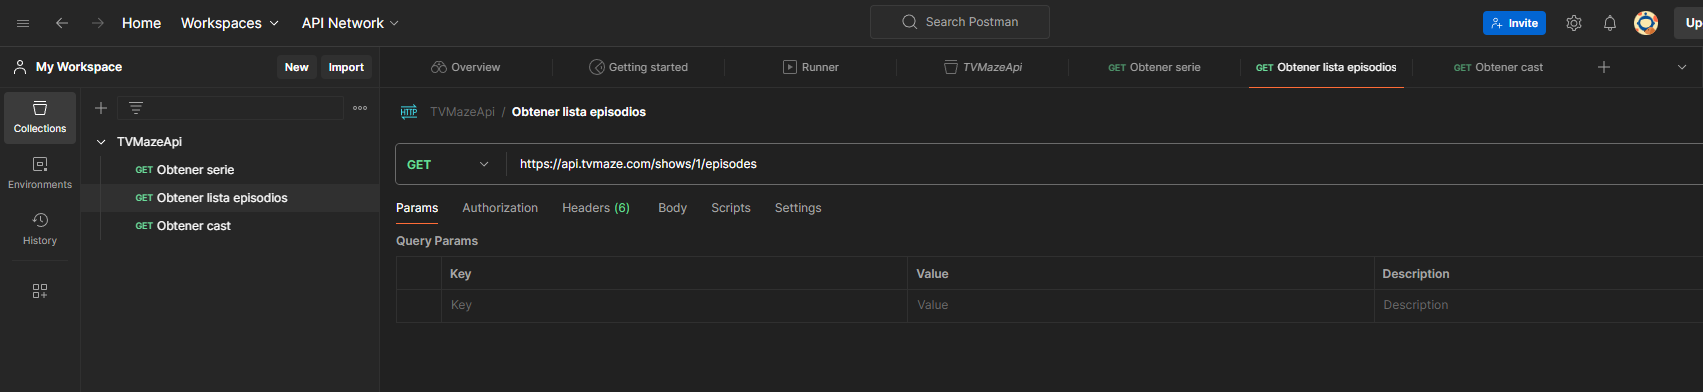 Home Workspaces API Network Search Postman Invite Up
My Workspace New Import Overview Getting started Runner TVMazeApi GET Obtener serie GET Obtener lista episodios GET Obtener cast
Collections
Environments
History
TVMazeApi
GET Obtener serie
GET Obtener lista episodios
GET Obtener cast
HTTP TVMazeApi / Obtener lista episodios
GET https://api.tvmaze.com/shows/1/episodes
Params Authorization Headers (6) Body Scripts Settings
Query Params
Key Value Description
Key Value Description